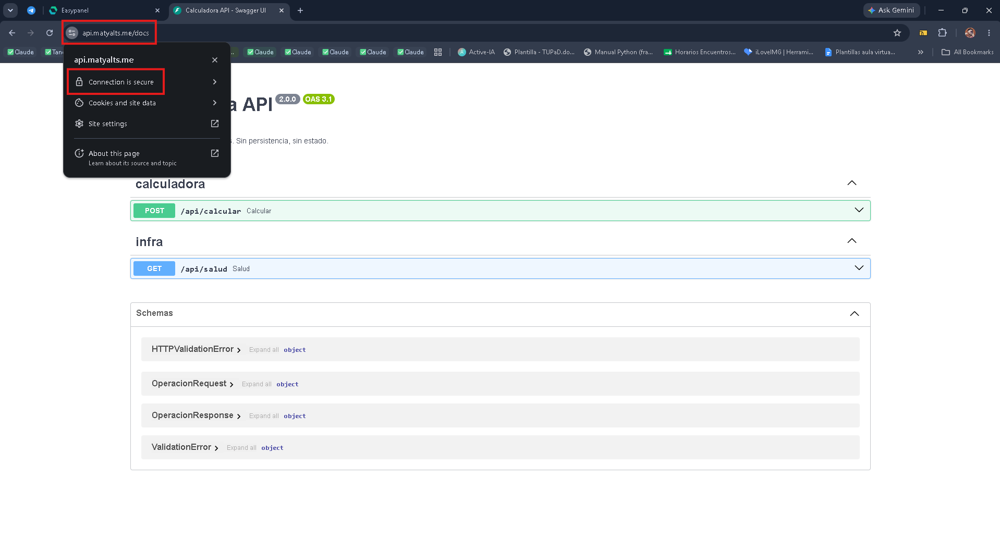 Easypanel
Calculadora API - Swagger UI
Ask Gemini
api.matyalts.me/docs
Claude
Claude
Claude
Claude
Claude
Claude
Active-IA
Plantilla - TUPaD.do...
Manual Python (fra...
Horarios Encuentros...
iLoveIMG | Herrami...
Plantillas aula virtua...
All Bookmarks
api.matyalts.me
Connection is secure
Cookies and site data
Site settings
About this page
Learn about its source and topic
a API 2.0.0 OAS 3.1
. Sin persistencia, sin estado.
calculadora
POST /api/calcular Calcular
infra
GET /api/salud Salud
Schemas
HTTPValidationError Expand all object
OperacionRequest Expand all object
OperacionResponse Expand all object
ValidationError Expand all object